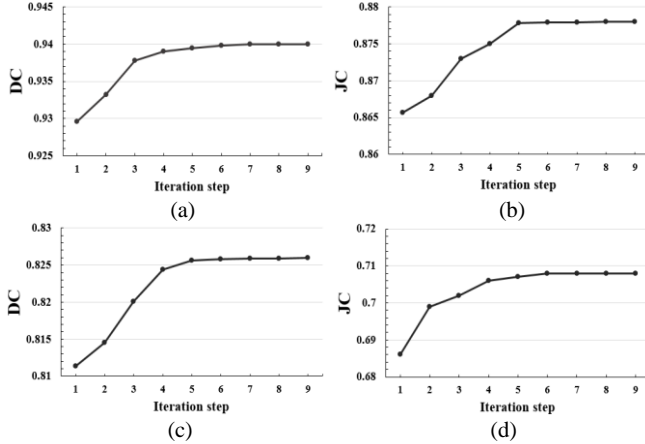 0.945
0.94
0.935
0.93
0.925
DC
1 2 3 4 5 6 7 8 9
Iteration step
(a)
0.88
0.875
0.87
0.865
0.86
JC
1 2 3 4 5 6 7 8 9
Iteration step
(b)
0.83
0.825
0.82
0.815
0.81
DC
1 2 3 4 5 6 7 8 9
Iteration step
(c)
0.72
0.71
0.7
0.69
0.68
JC
1 2 3 4 5 6 7 8 9
Iteration step
(d)